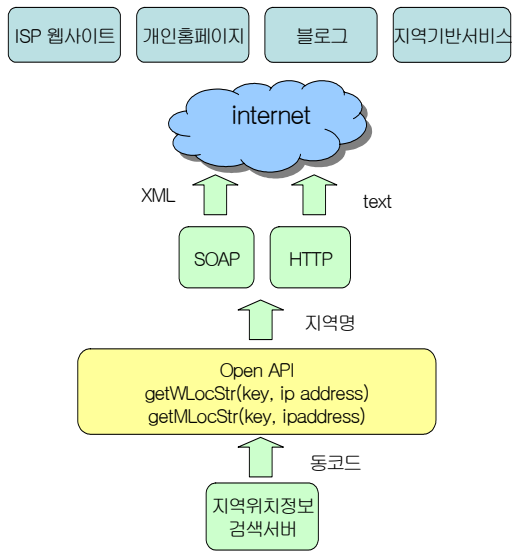 ISP 웹사이트
개인홈페이지
블로그
지역기반서비스
internet
XML
text
SOAP
HTTP
지역명
Open API
getWLocStr(key, ip address)
getMLocStr(key, ipaddress)
동코드
지역위치정보
검색서버